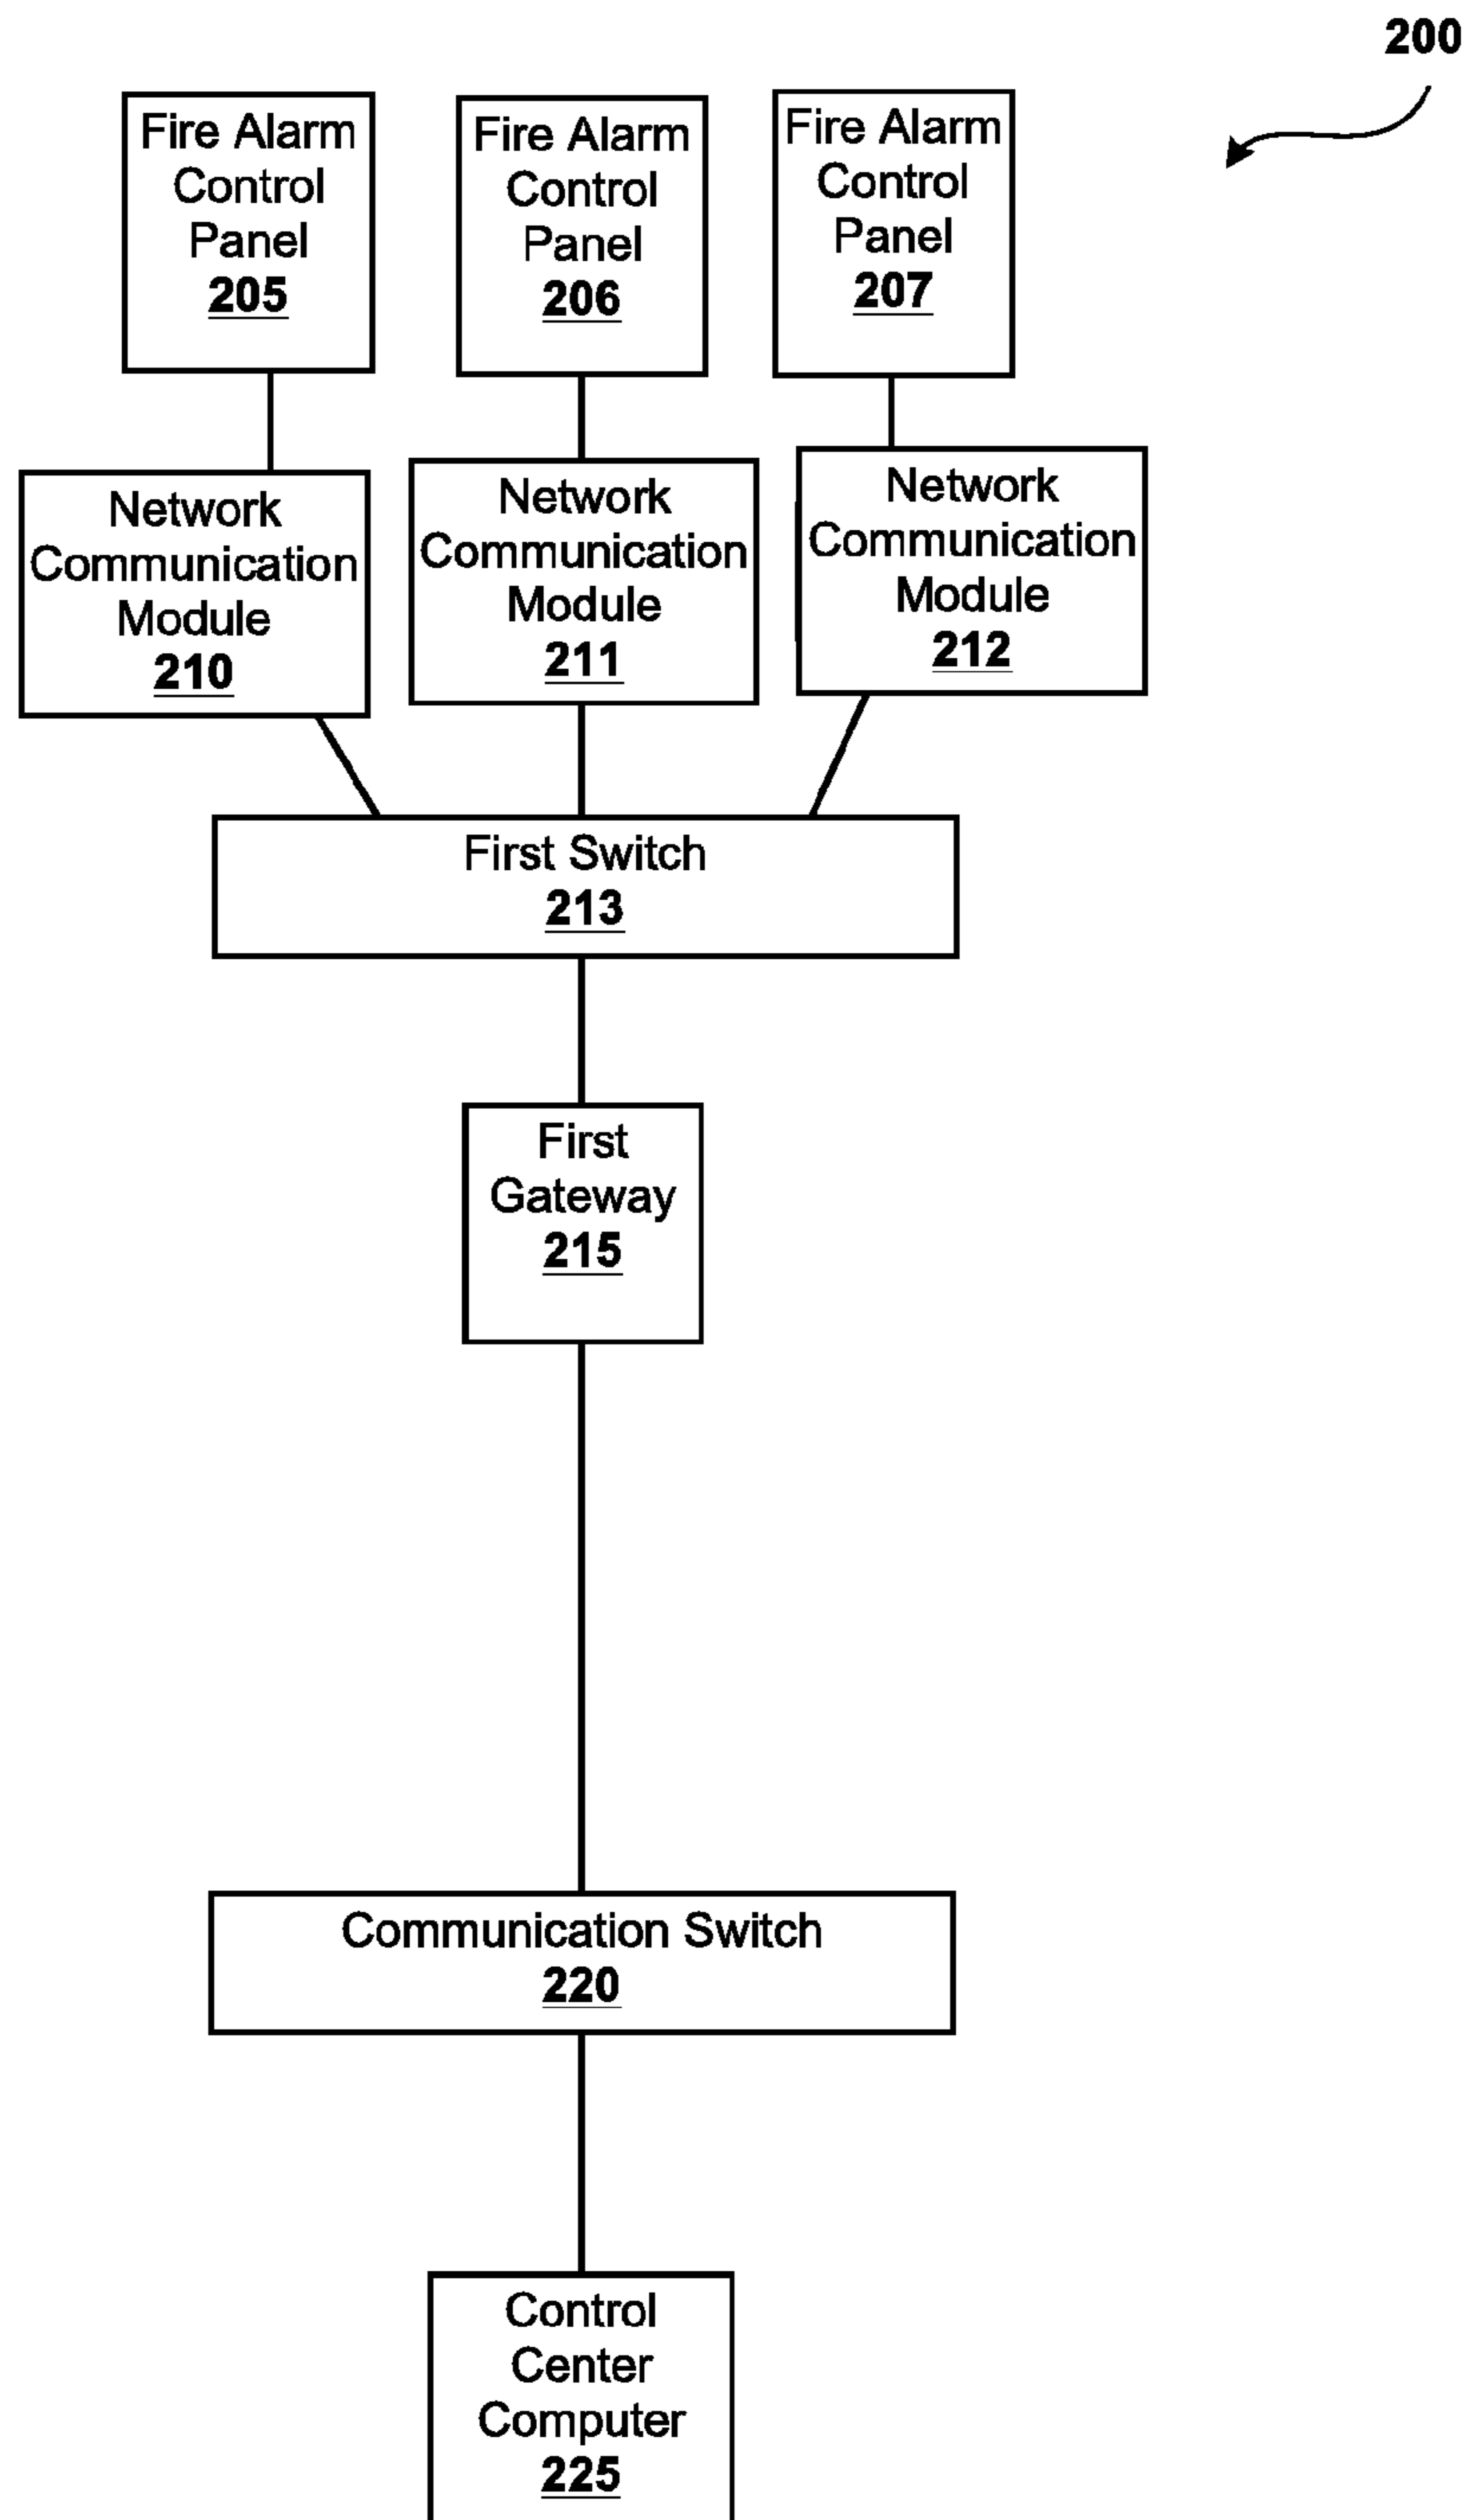 200
Fire Alarm
Control
Panel
205
Fire Alarm
Control
Panel
206
Fire Alarm
Control
Panel
207
Network
Communication
Module
210
Network
Communication
Module
211
Network
Communication
Module
212
First Switch
213
First
Gateway
215
Communication Switch
220
Control
Center
Computer
225